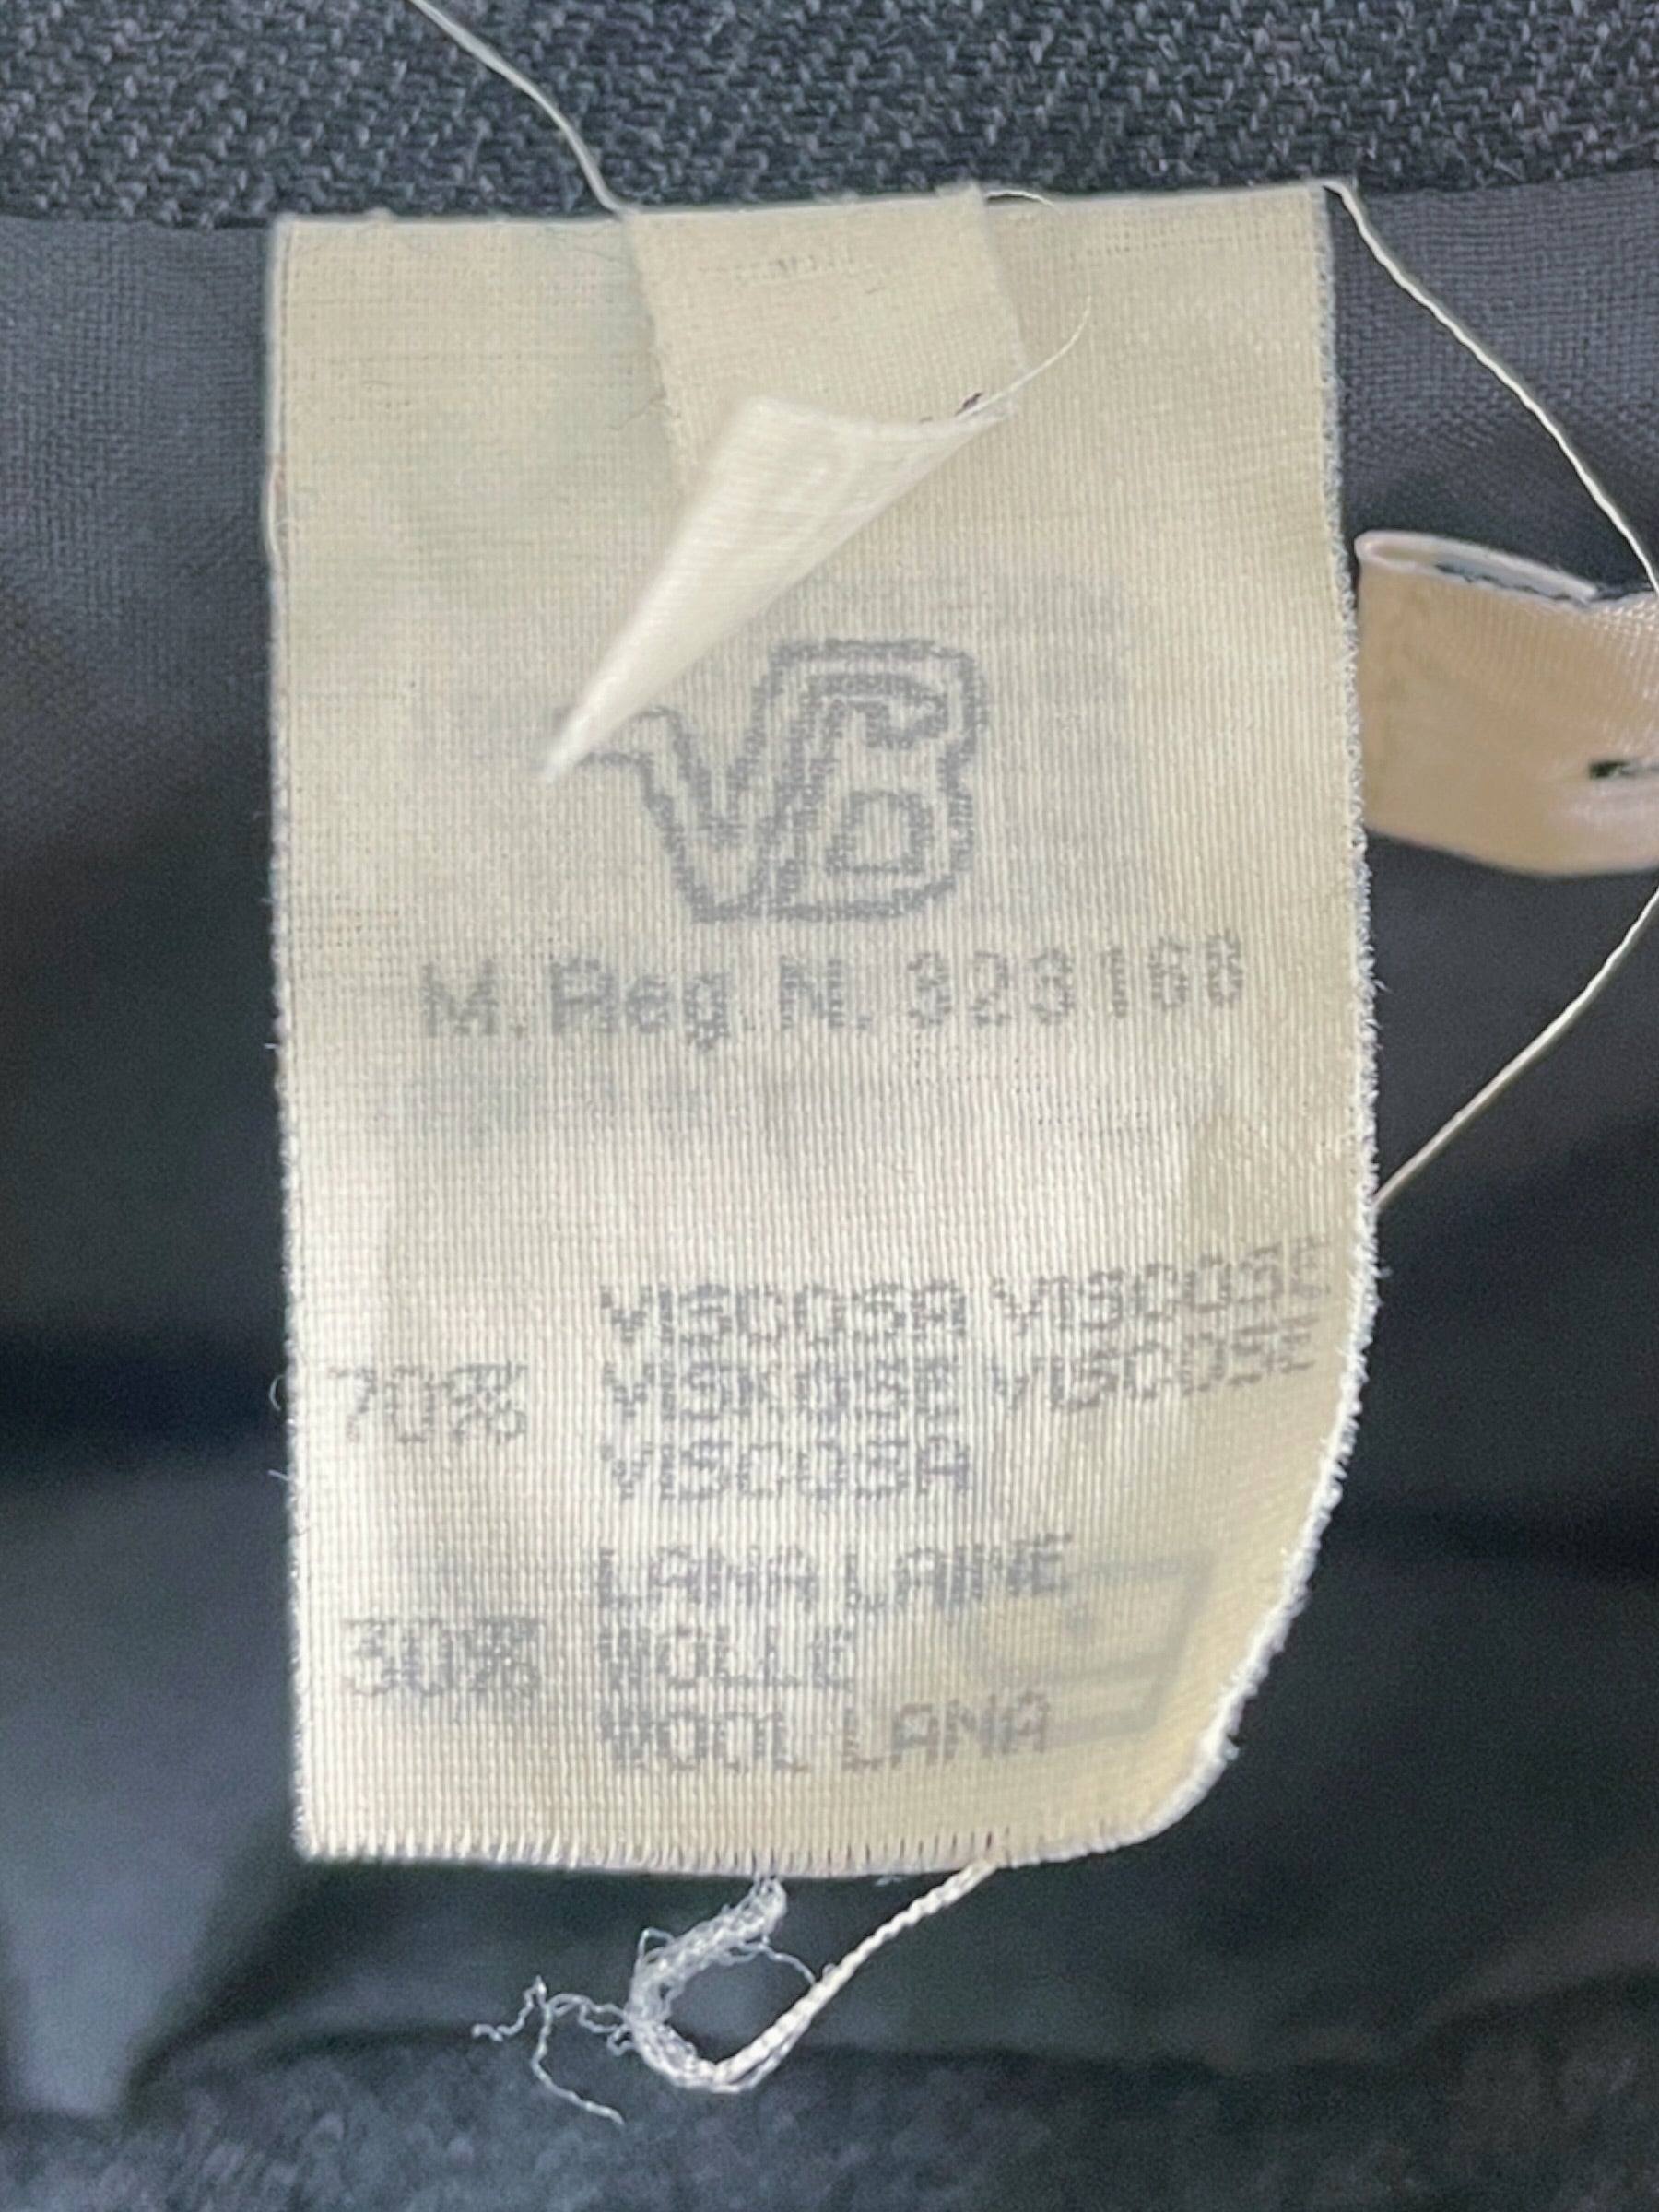 VB
M. Reg. N. 323168
VISCOSA VISCOSE
70% VISKOSE VISCOSE
VISCOSA
LANA LAINE
30% WOLLE
WOOL LANA